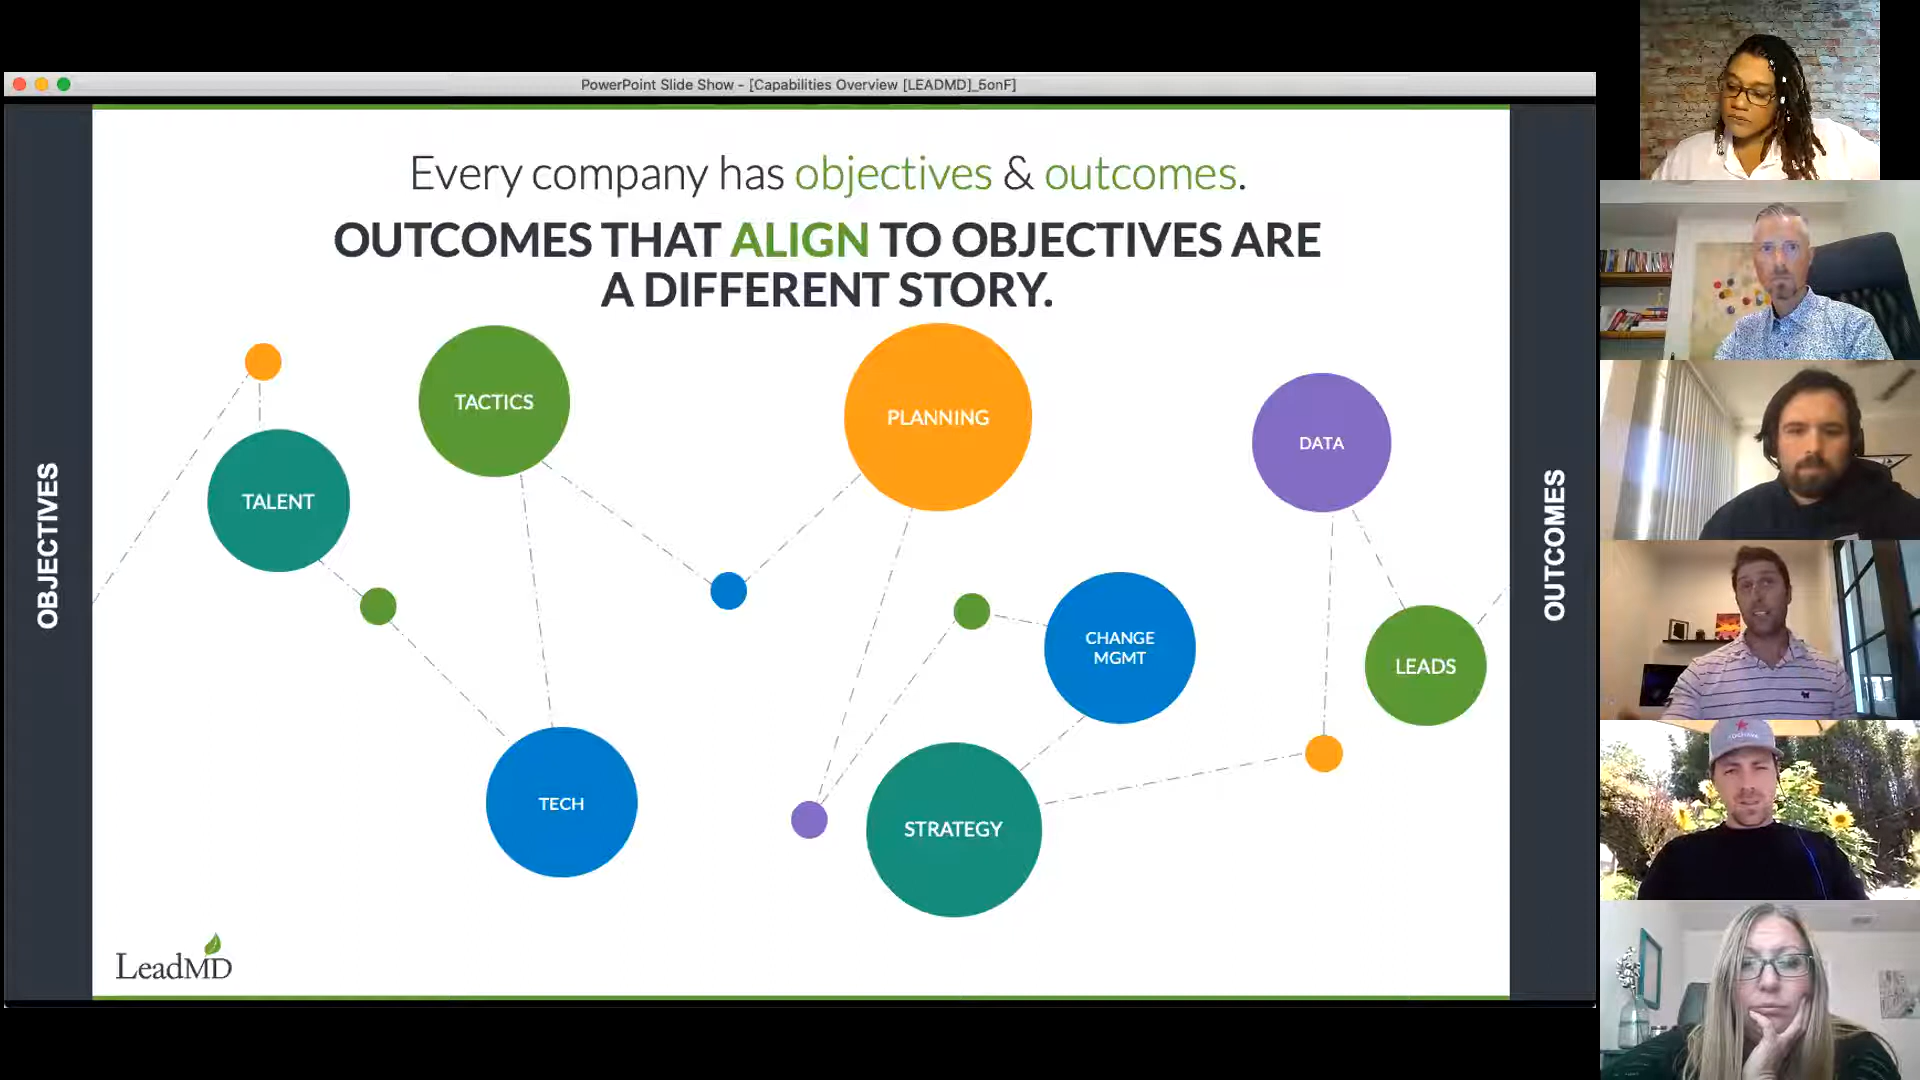 PowerPoint Slide Show - [Capabilities Overview [LEADMD]_5onF]
Every company has objectives & outcomes.
OUTCOMES THAT ALIGN TO OBJECTIVES ARE
A DIFFERENT STORY.
OBJECTIVES
TALENT
TACTICS
TECH
PLANNING
STRATEGY
CHANGE
MGMT
DATA
LEADS
OUTCOMES
LeadMD